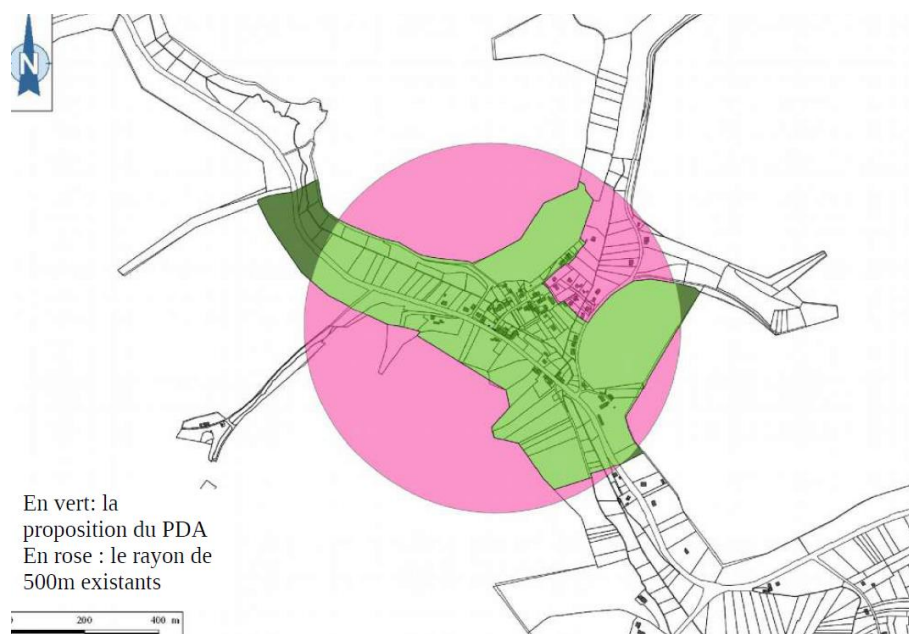 N
En vert: la
proposition du PDA
En rose : le rayon de
500m existants
0 200 400 m